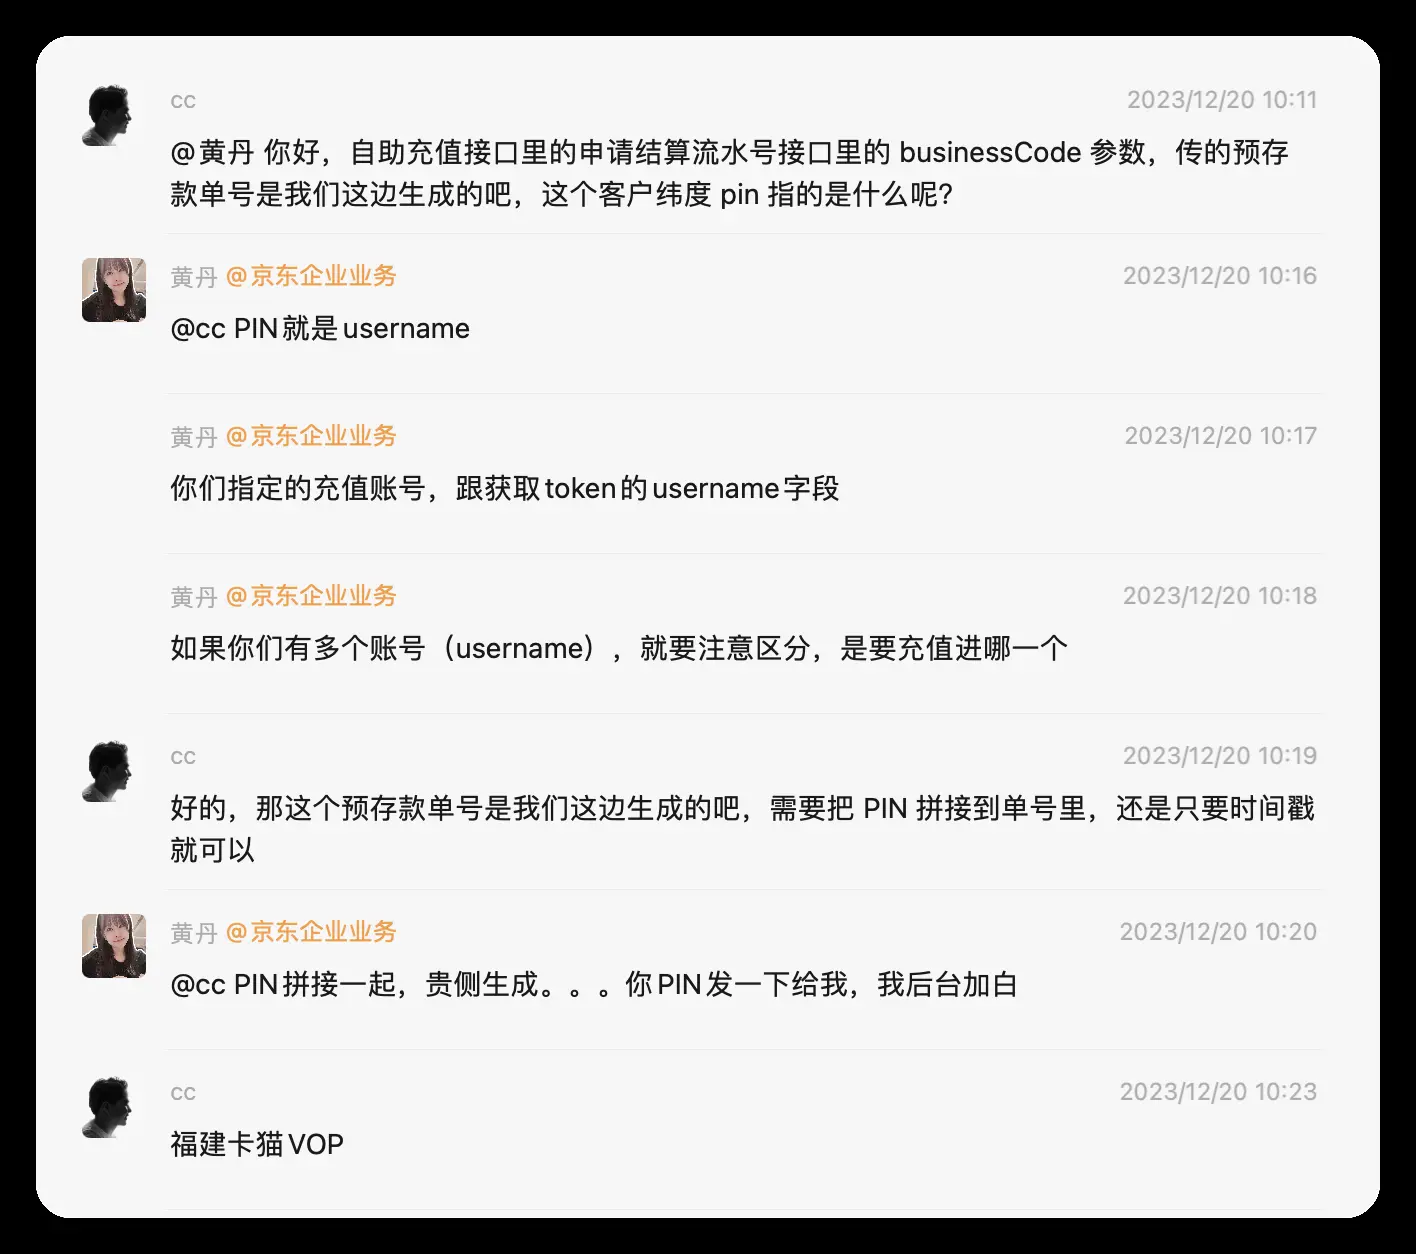 cc
2023/12/20 10:11
@黄丹 你好，自助充值接口里的申请结算流水号接口里的 businessCode 参数，传的预存
款单号是我们这边生成的吧，这个客户纬度 pin 指的是什么呢?
黄丹 @京东企业业务
2023/12/20 10:16
@cc PIN就是username
黄丹 @京东企业业务
2023/12/20 10:17
你们指定的充值账号，跟获取token的username字段
黄丹 @京东企业业务
2023/12/20 10:18
如果你们有多个账号（username），就要注意区分，是要充值进哪一个
cc
2023/12/20 10:19
好的，那这个预存款单号是我们这边生成的吧，需要把 PIN 拼接到单号里，还是只要时间戳
就可以
黄丹 @京东企业业务
2023/12/20 10:20
@cc PIN拼接一起，贵侧生成。。。你PIN发一下给我，我后台加白
cc
2023/12/20 10:23
福建卡猫VOP